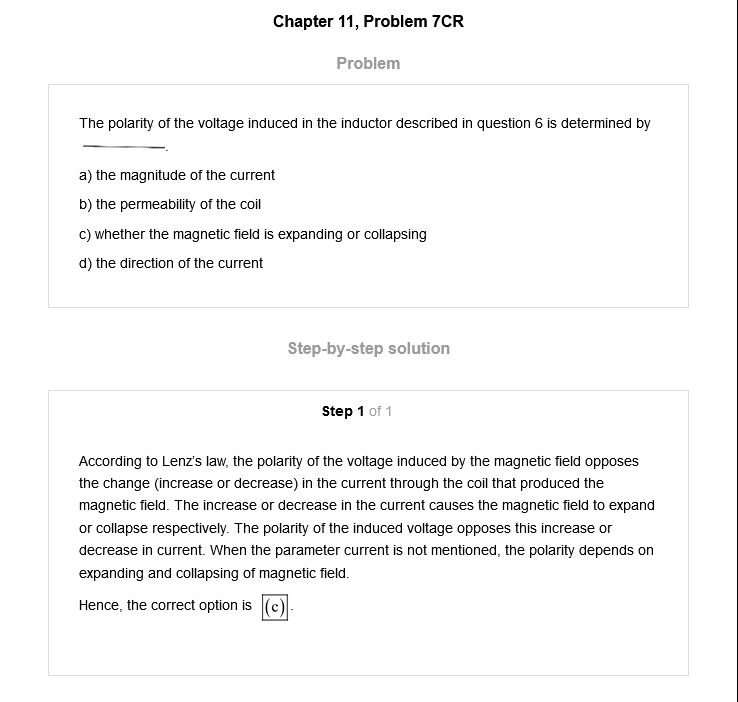 Chapter 11, Problem 7CR
Problem
The polarity of the voltage induced in the inductor described in question 6 is determined by
________.
a) the magnitude of the current
b) the permeability of the coil
c) whether the magnetic field is expanding or collapsing
d) the direction of the current
Step-by-step solution
Step 1 of 1
According to Lenz's law, the polarity of the voltage induced by the magnetic field opposes
the change (increase or decrease) in the current through the coil that produced the
magnetic field. The increase or decrease in the current causes the magnetic field to expand
or collapse respectively. The polarity of the induced voltage opposes this increase or
decrease in current. When the parameter current is not mentioned, the polarity depends on
expanding and collapsing of magnetic field.
Hence, the correct option is (c).